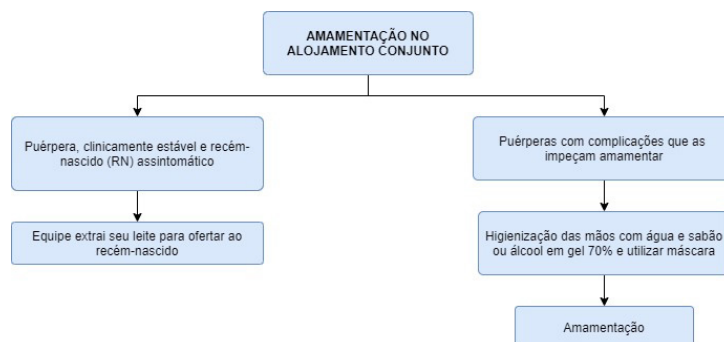 AMAMENTAÇÃO NO
ALOJAMENTO CONJUNTO
Puérpera, clinicamente estável e recém-
nascido (RN) assintomático
Equipe extrai seu leite para ofertar ao
recém-nascido
Puérperas com complicações que as
impeçam amamentar
Higienização das mãos com água e sabão
ou álcool em gel 70% e utilizar máscara
Amamentação